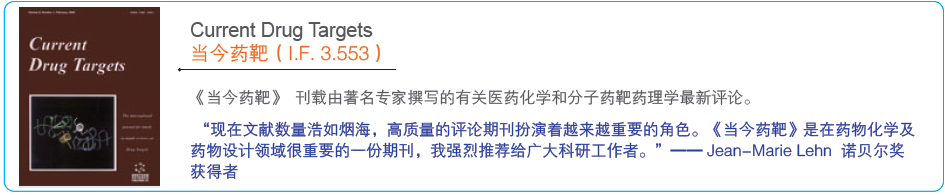 Current
Drug Targets
Current Drug Targets
当今药靶（I.F. 3.553）
《当今药靶》 刊载由著名专家撰写的有关医药化学和分子药靶药理学最新评论。
“现在文献数量浩如烟海，高质量的评论期刊扮演着越来越重要的角色。《当今药靶》是在药物化学及
药物设计领域很重要的一份期刊，我强烈推荐给广大科研工作者。”—— Jean-Marie Lehn 诺贝尔奖
获得者